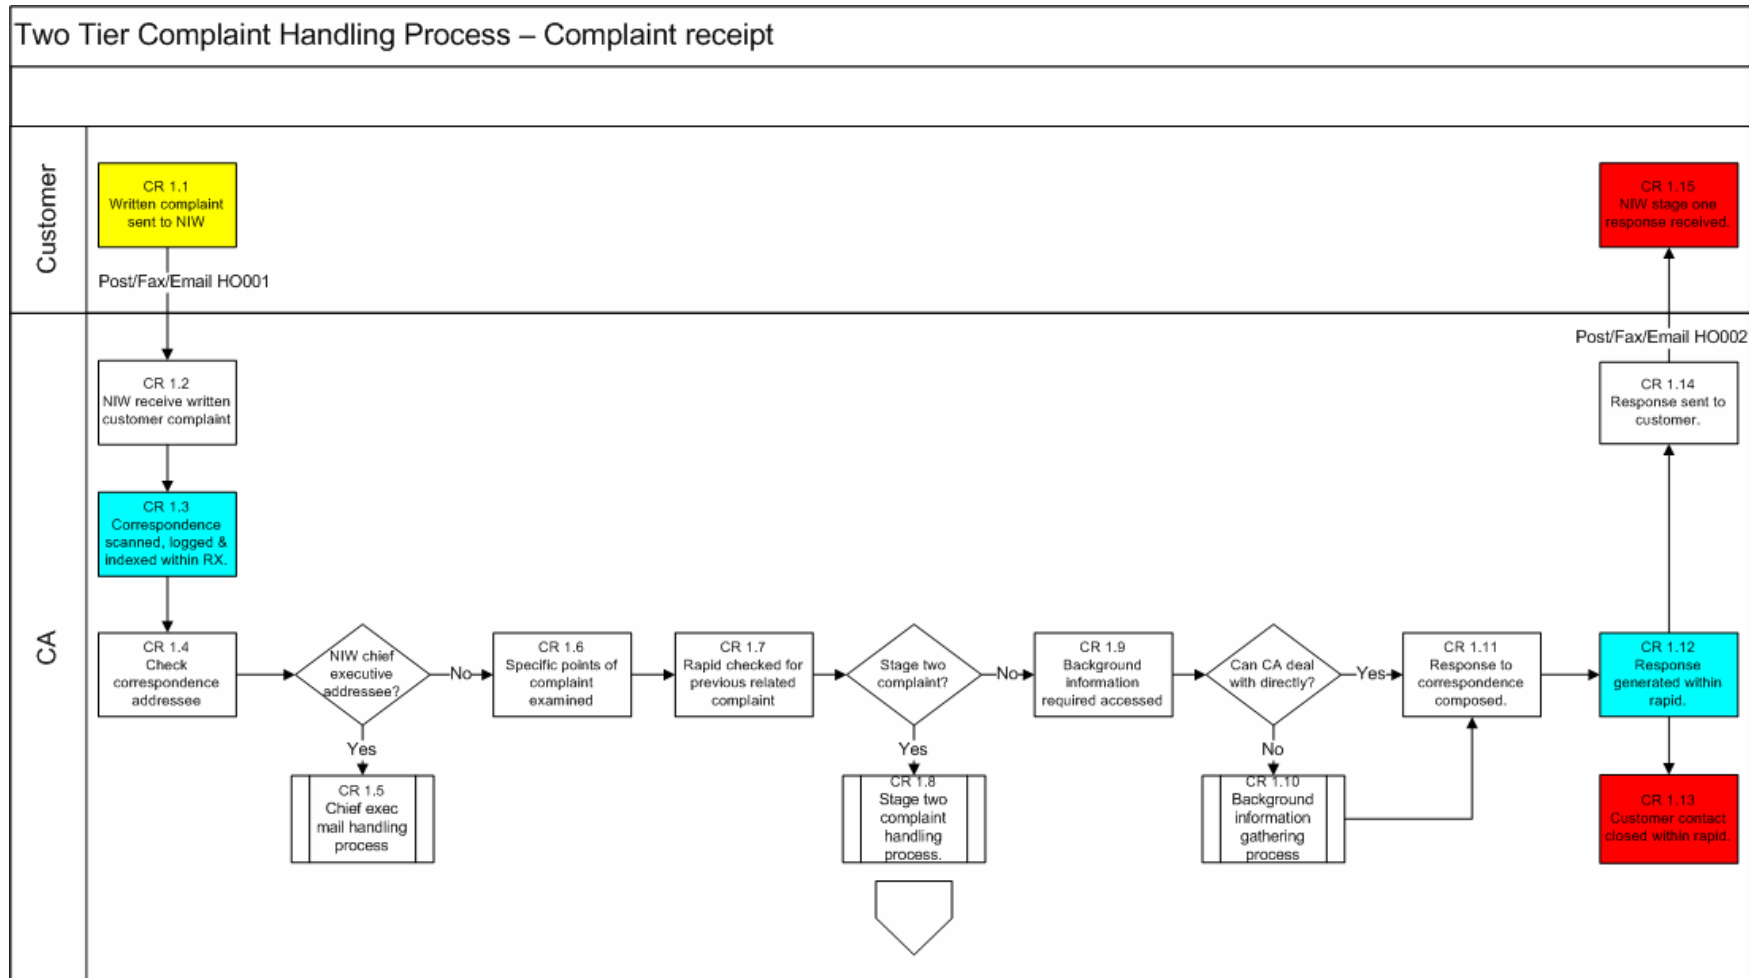 Two Tier Complaint Handling Process – Complaint receipt
Customer
CR 1.1
Written complaint
sent to NIW
Post/Fax/Email HO001
CR 1.15
NIW stage one
response received.
Post/Fax/Email HO002
CA
CR 1.2
NIW receive written
customer complaint
CR 1.14
Response sent to
customer.
CR 1.3
Correspondence
scanned, logged &
indexed within RX.
CR 1.4
Check
correspondence
addressee
NIW chief
executive
addressee?
No
CR 1.6
Specific points of
complaint
examined
CR 1.7
Rapid checked for
previous related
complaint
Stage two
complaint?
No
CR 1.9
Background
information
required accessed
Can CA deal
with directly?
Yes
CR 1.11
Response to
correspondence
composed.
CR 1.12
Response
generated within
rapid.
Yes
Yes
No
CR 1.5
Chief exec
mail handling
process
CR 1.8
Stage two
complaint
handling
process.
CR 1.10
Background
information
gathering
process
CR 1.13
Customer contact
closed within rapid.